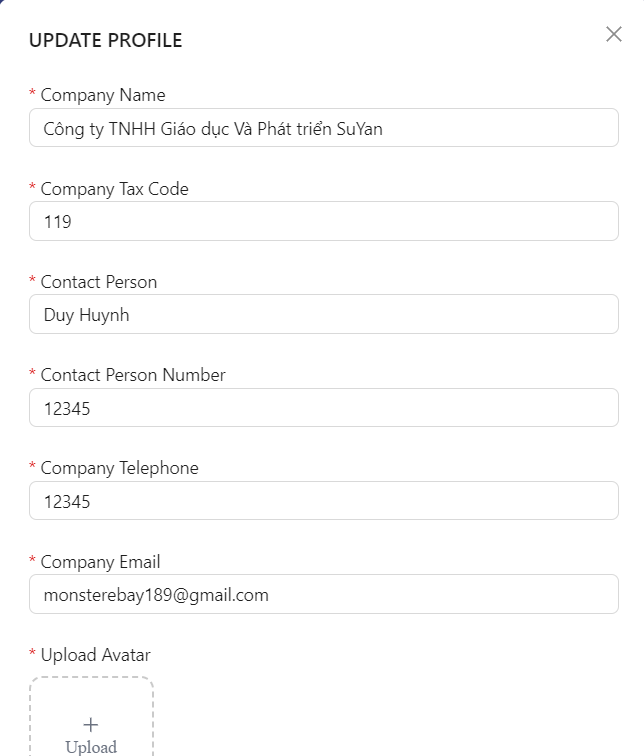 UPDATE PROFILE
* Company Name
Công ty TNHH Giáo dục Và Phát triển SuYan
* Company Tax Code
119
* Contact Person
Duy Huynh
* Contact Person Number
12345
* Company Telephone
12345
* Company Email
monsterebay189@gmail.com
* Upload Avatar
+
Upload